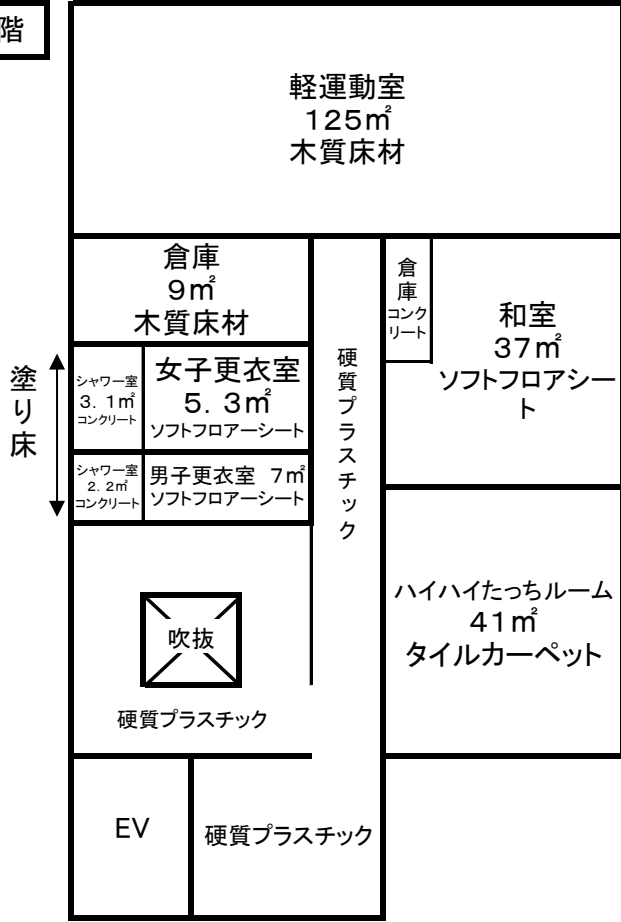 階
軽運動室
125㎡
木質床材
倉庫
9㎡
木質床材
倉
庫
コンク
リート
和室
37㎡
ソフトフロアシー
ト
硬質プラスチック
塗り床
シャワー室
3.1㎡
コンクリート
女子更衣室
5.3㎡
ソフトフロアーシート
シャワー室
2.2㎡
コンクリート
男子更衣室 7㎡
ソフトフロアーシート
ハイハイたっちルーム
41㎡
タイルカーペット
吹抜
硬質プラスチック
EV
硬質プラスチック